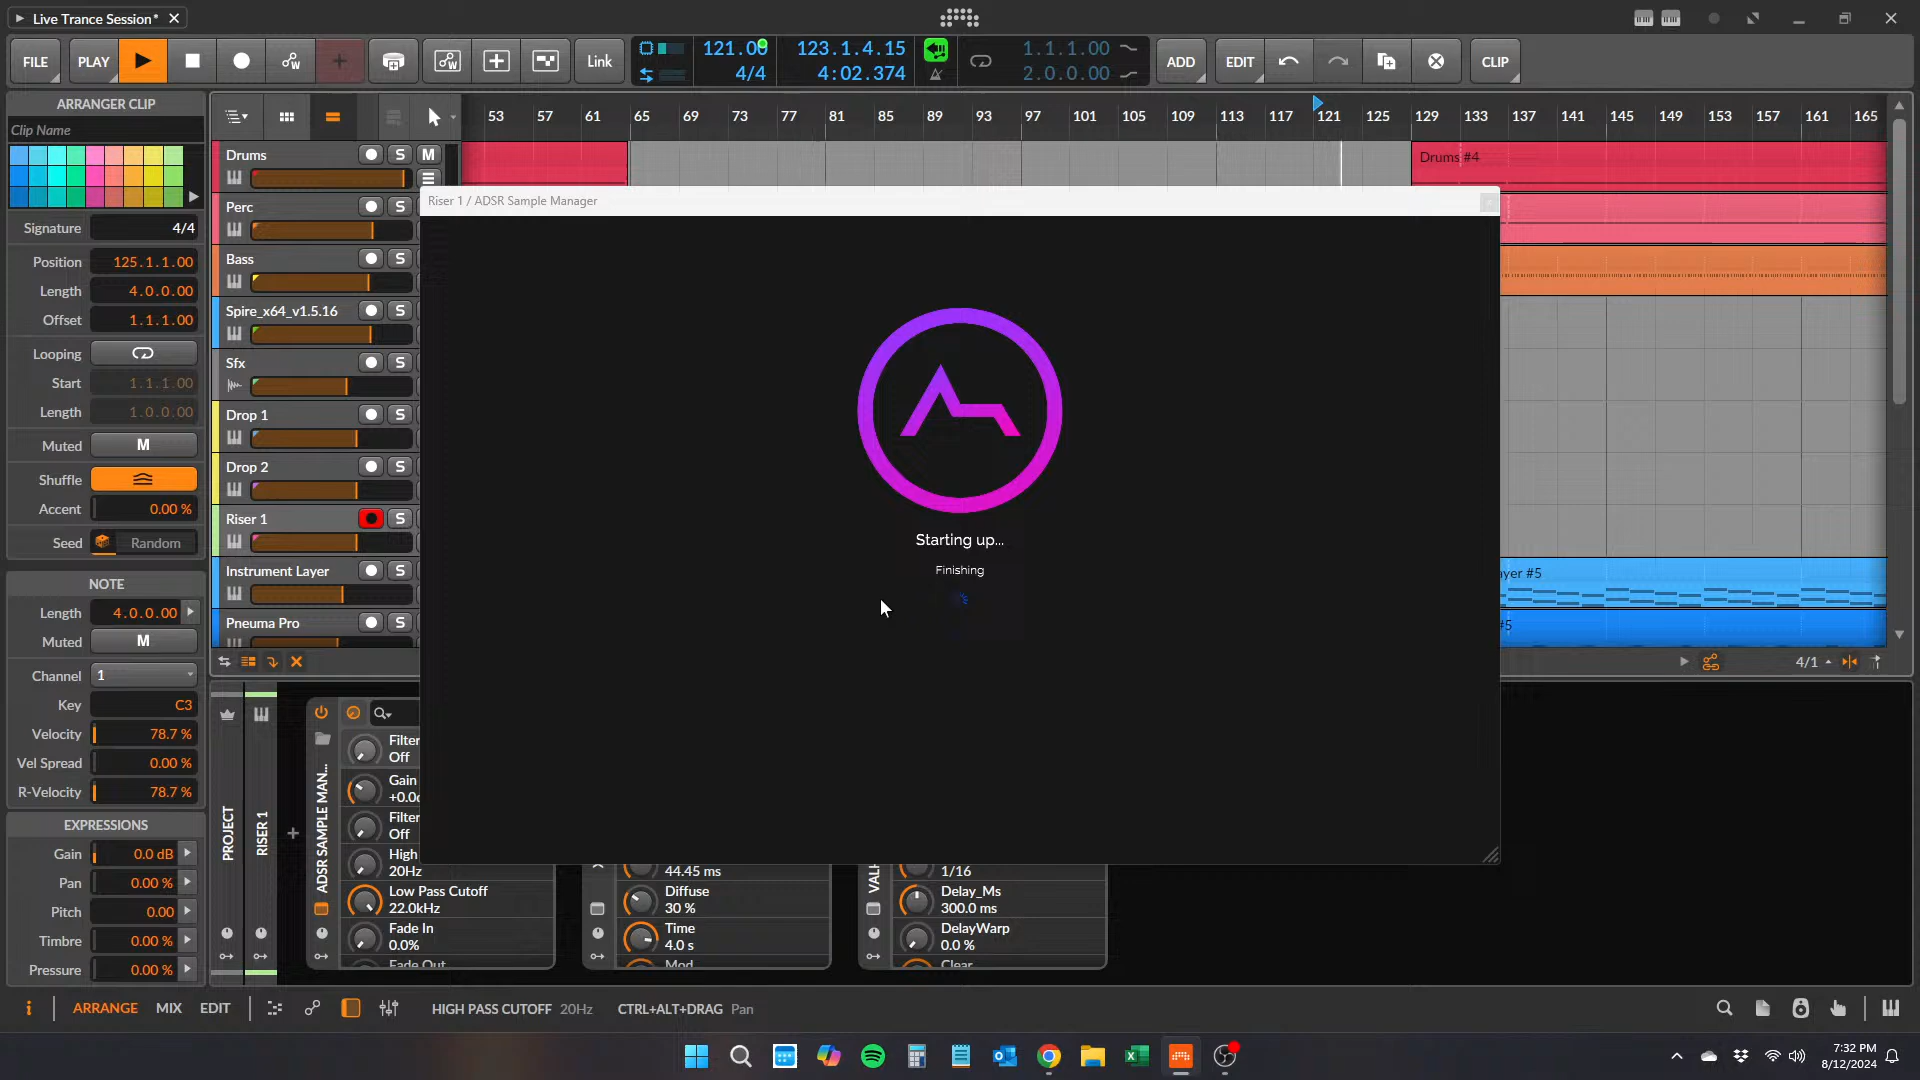 Live Trance Session*
FILE
PLAY
Link
121.00
4/4
123.1.4.15
4:02.374
1.1.1.00
2.0.0.00
ADD
EDIT
CLIP
ARRANGER CLIP
Clip Name
Signature 4/4
Position 125.1.1.00
Length 4.0.0.00
Offset 1.1.1.00
Looping
Start 1.1.1.00
Length 1.0.0.00
Muted M
Shuffle
Accent 0.00 %
Seed Random
NOTE
Length 4.0.0.00
Muted M
Channel 1
Key C3
Velocity 78.7 %
Vel Spread 0.00 %
R-Velocity 78.7 %
EXPRESSIONS
Gain 0.0 dB
Pan 0.00 %
Pitch 0.00
Timbre 0.00 %
Pressure 0.00 %
53 57 61 65 69 73 77 81 85 89 93 97 101 105 109 113 117 121 125 129 133 137 141 145 149 153 157 161 165
Drums S M
Drums #4
Perc S
Bass S
Spire_x64_v1.5.16 S
Sfx S
Drop 1 S
Drop 2 S
Riser 1 S
Instrument Layer S
yer #5
Pneuma Pro S
#5
4/1
Riser 1 / ADSR Sample Manager
Starting up...
Finishing
PROJECT
RISER 1
ADSR SAMPLE MAN...
Filter
Off
Gain
Filter
Off
High
20Hz
Low Pass Cutoff
22.0kHz
Fade In
0.0%
Fade Out
44.45 ms
Diffuse
30 %
Time
4.0 s
Mod
VALH
1/16
Delay_Ms
300.0 ms
DelayWarp
0.0 %
Clear
i ARRANGE MIX EDIT
HIGH PASS CUTOFF 20Hz
CTRL+ALT+DRAG Pan
7:32 PM
8/12/2024